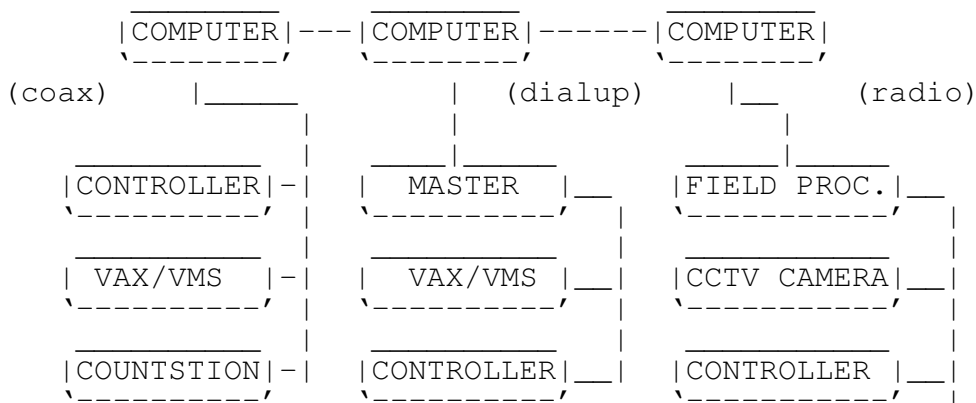 COMPUTER COMPUTER COMPUTER
(coax) (dialup) (radio)
CONTROLLER MASTER FIELD PROC.
VAX/VMS VAX/VMS CCTV CAMERA
COUNTSTION CONTROLLER CONTROLLER